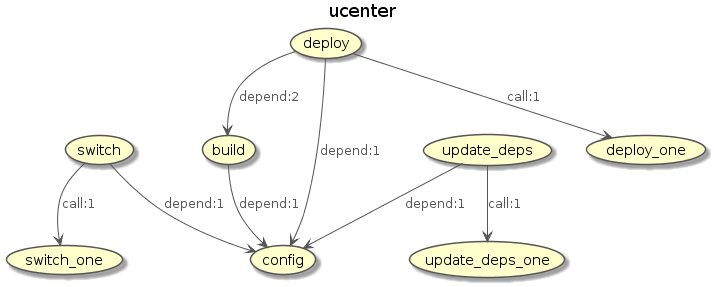 ucenter
deploy
depend:2
call:1
switch
build
depend:1
update_deps
deploy_one
call:1
depend:1
depend:1
depend:1
call:1
switch_one
config
update_deps_one